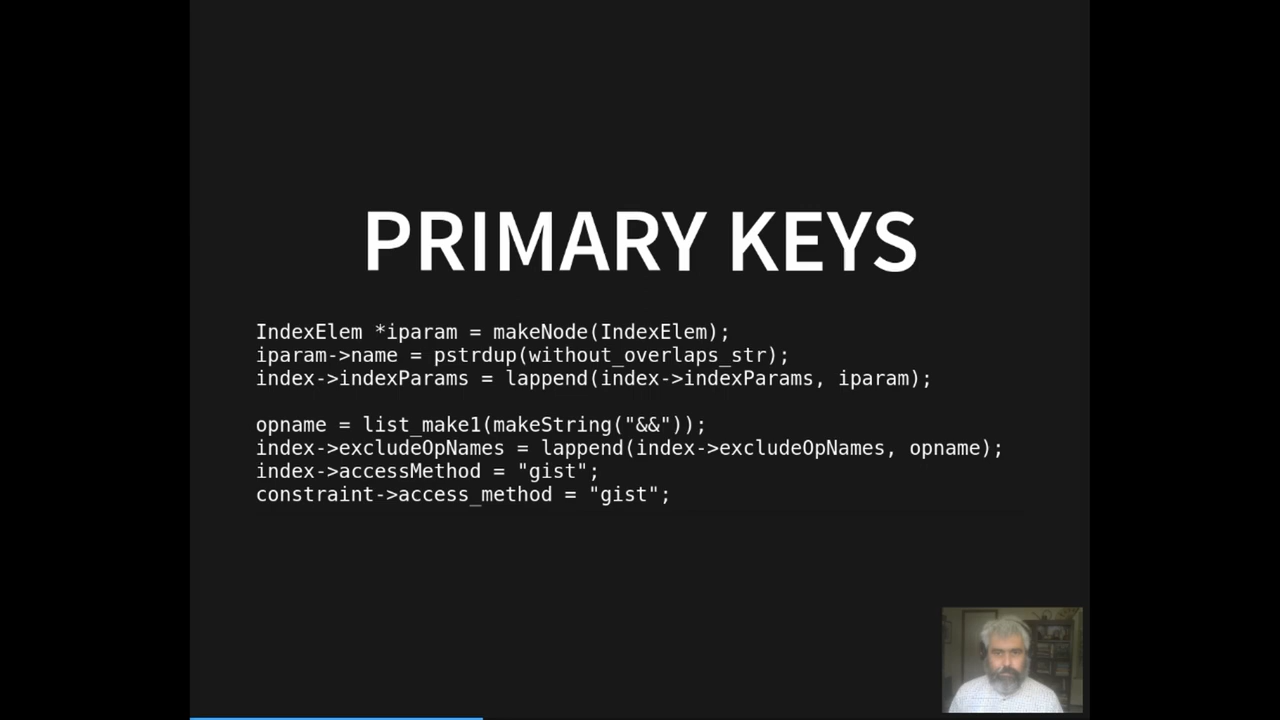 PRIMARY KEYS
IndexElem *iparam = makeNode(IndexElem);
iparam->name = pstrdup(without_overlaps_str);
index->indexParams = lappend(index->indexParams, iparam);
opname = list_make1(makeString("&&"));
index->excludeOpNames = lappend(index->excludeOpNames, opname);
index->accessMethod = "gist";
constraint->access_method = "gist";